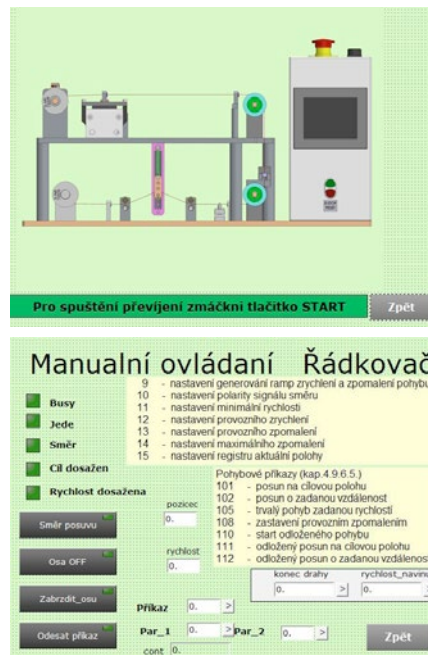 Pro spuštění převíjení zmáčkni tlačítko START
Zpět
Manualní ovládaní Řádkovač
9 - nastavení generování ramp zrychlení a zpomalení pohybu
10 - nastavení polarity signálu směru
11 - nastavení minimální rychlosti
12 - nastavení provozního zrychlení
13 - nastavení provozního zpomalení
14 - nastavení maximálního zpomalení
15 - nastavení registru aktuální polohy
Busy
Jede
Směr
Cíl dosažen
Rychlost dosažena
Pohybové příkazy (kap.4.9.6.5.)
101 - posun na cílovou polohu
102 - posun o zadanou vzdálenost
105 - trvalý pohyb zadanou rychlostí
108 - zastavení provozním zpomalením
110 - start odloženého pohybu
111 - odložený posun na cílovou polohu
112 - odložený posun o zadanou vzdálenost
pozicec
0.
Směr posuvu
rychlost
0.
Osa OFF
konec drahy
0. >
rychlost_navinu
0. >
Zabrzdit_osu
Příkaz 0. >
Odesat příkaz
Par_1 0. > Par_2 0. >
Zpět
cont 0.